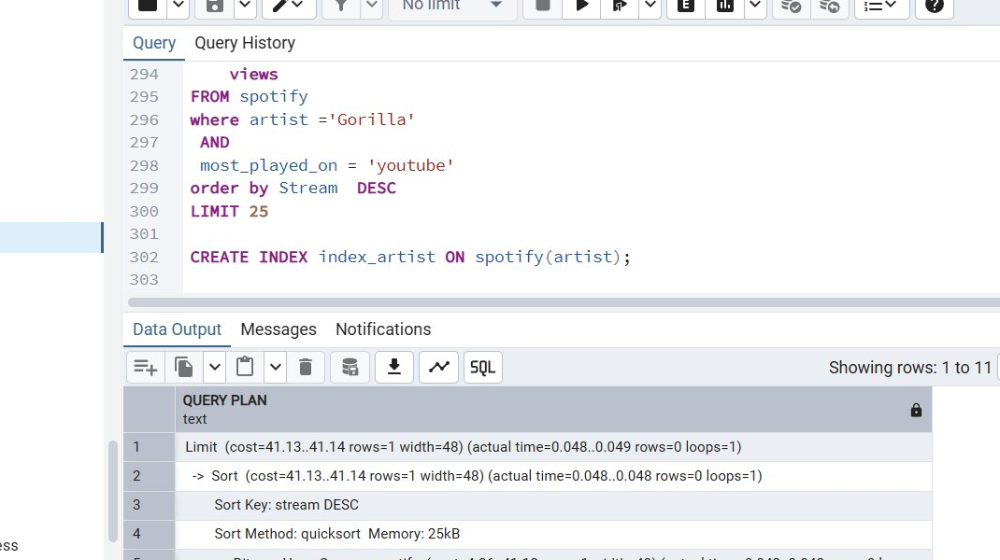 No limit
E
Query Query History
294 views
295 FROM spotify
296 where artist ='Gorilla'
297 AND
298 most_played_on = 'youtube'
299 order by Stream DESC
300 LIMIT 25
301
302 CREATE INDEX index_artist ON spotify(artist);
303
Data Output Messages Notifications
SQL Showing rows: 1 to 11
QUERY PLAN
text
1 Limit (cost=41.13..41.14 rows=1 width=48) (actual time=0.048..0.049 rows=0 loops=1)
2 -> Sort (cost=41.13..41.14 rows=1 width=48) (actual time=0.048..0.048 rows=0 loops=1)
3 Sort Key: stream DESC
4 Sort Method: quicksort Memory: 25kB
ess